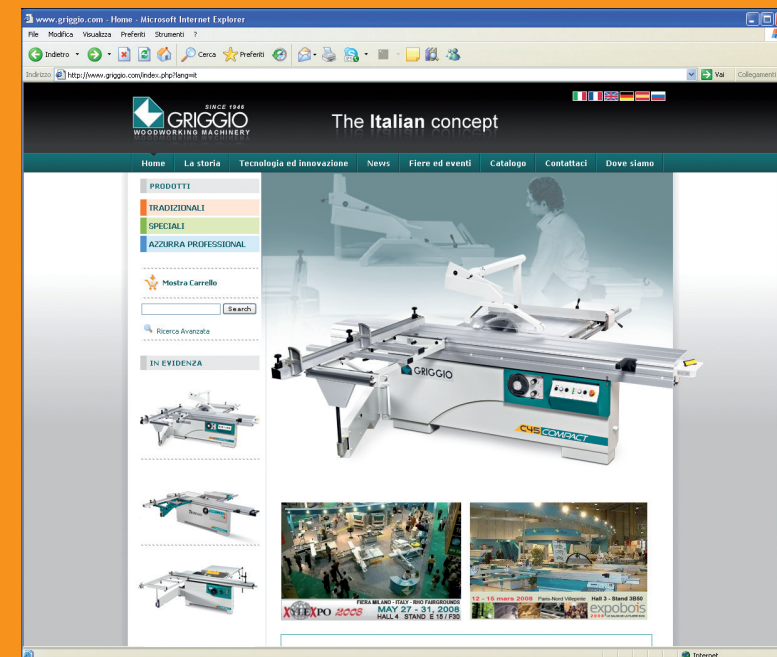 www.griggio.com - Home - Microsoft Internet Explorer
File Modifica Visualizza Preferiti Strumenti ?
Indietro Cerca Preferiti
Indirizzo http://www.griggio.com/index.php?lang=it Vai Collegamenti
SINCE 1946
GRIGGIO
WOODWORKING MACHINERY
The Italian concept
Home La storia Tecnologia ed innovazione News Fiere ed eventi Catalogo Contattaci Dove siamo
PRODOTTI
TRADIZIONALI
SPECIALI
AZZURRA PROFESSIONAL
Mostra Carrello
Search
Ricerca Avanzata
IN EVIDENZA
GRIGGIO
C45 COMPACT
XYLEXPO 2008
FIERA MILANO - ITALY - RHO FAIRGROUNDS
MAY 27 - 31, 2008
HALL 4 STAND E 15 / F30
12 - 15 mars 2008 Paris-Nord Villepinte Hall 3 - Stand 3B50
expobois
Internet